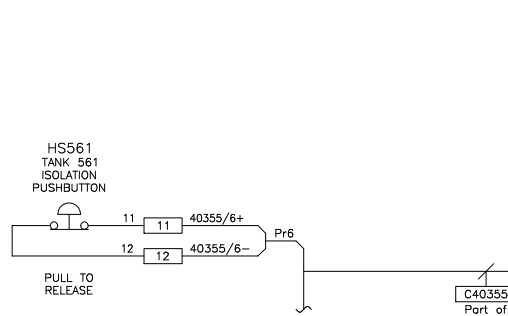 HS561
TANK 561
ISOLATION
PUSHBUTTON
11 11 40355/6+
Pr6
12 12 40355/6-
PULL TO
RELEASE
C40355
Part of